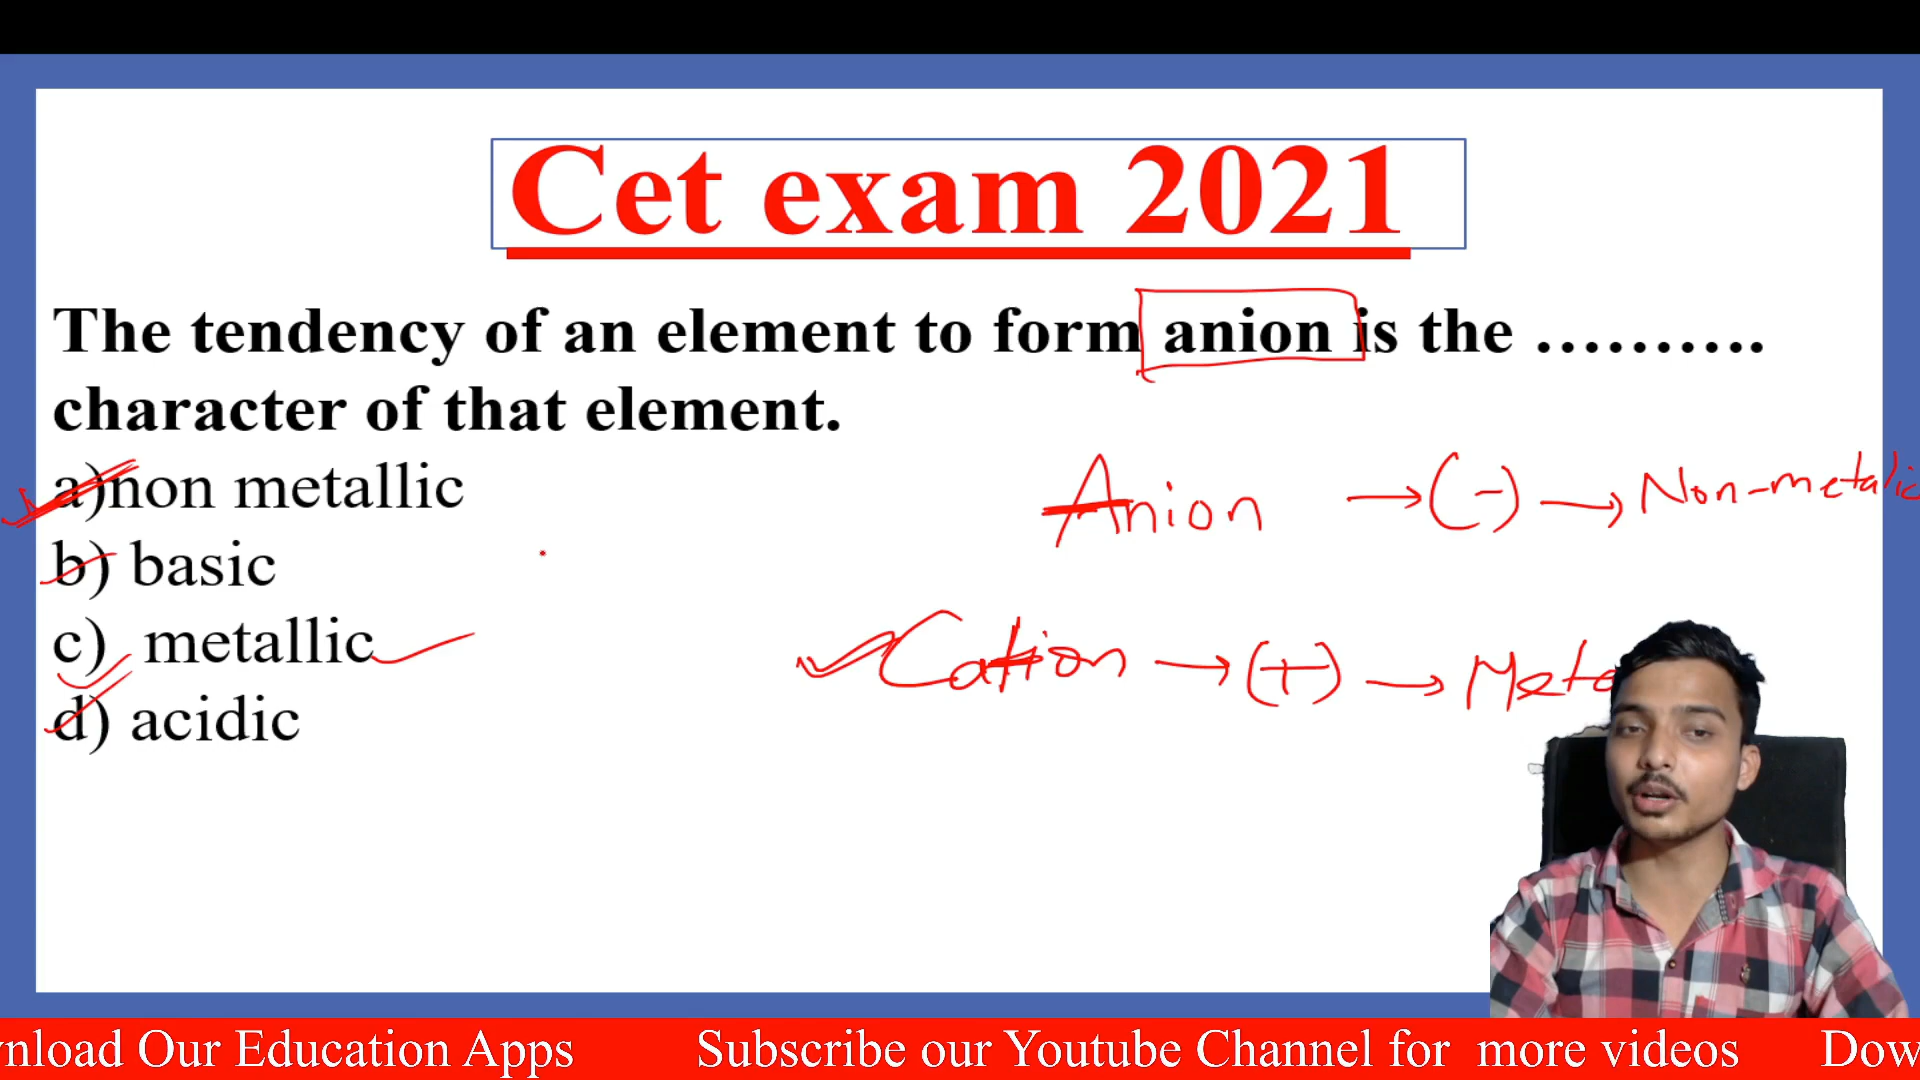 Cet exam 2021
The tendency of an element to form anion is the ……….
character of that element.
a)non metallic
Anion → (-) → Non-metalic
b) basic
c) metallic
Cation → (+) → Meta
d) acidic
nload Our Education Apps Subscribe our Youtube Channel for more videos Dow